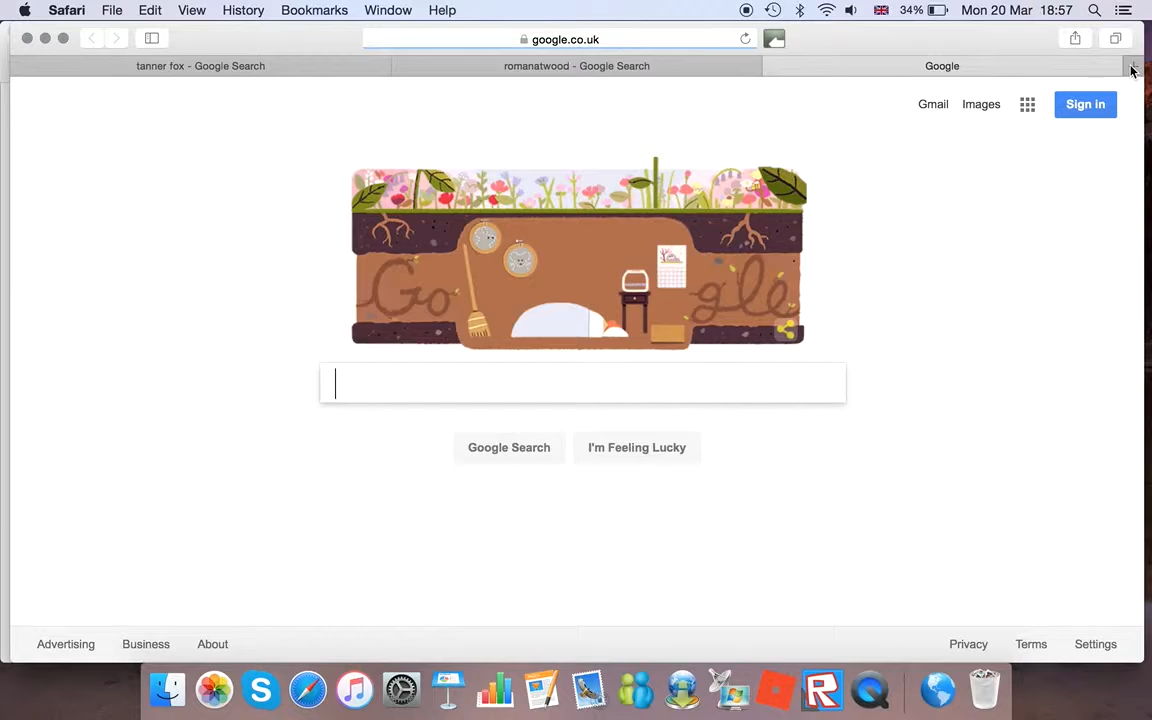 Safari File Edit View History Bookmarks Window Help 34% Mon 20 Mar 18:57
google.co.uk
tanner fox - Google Search romanatwood - Google Search Google
Gmail Images Sign in
Go gle
Google Search I'm Feeling Lucky
Advertising Business About Privacy Terms Settings